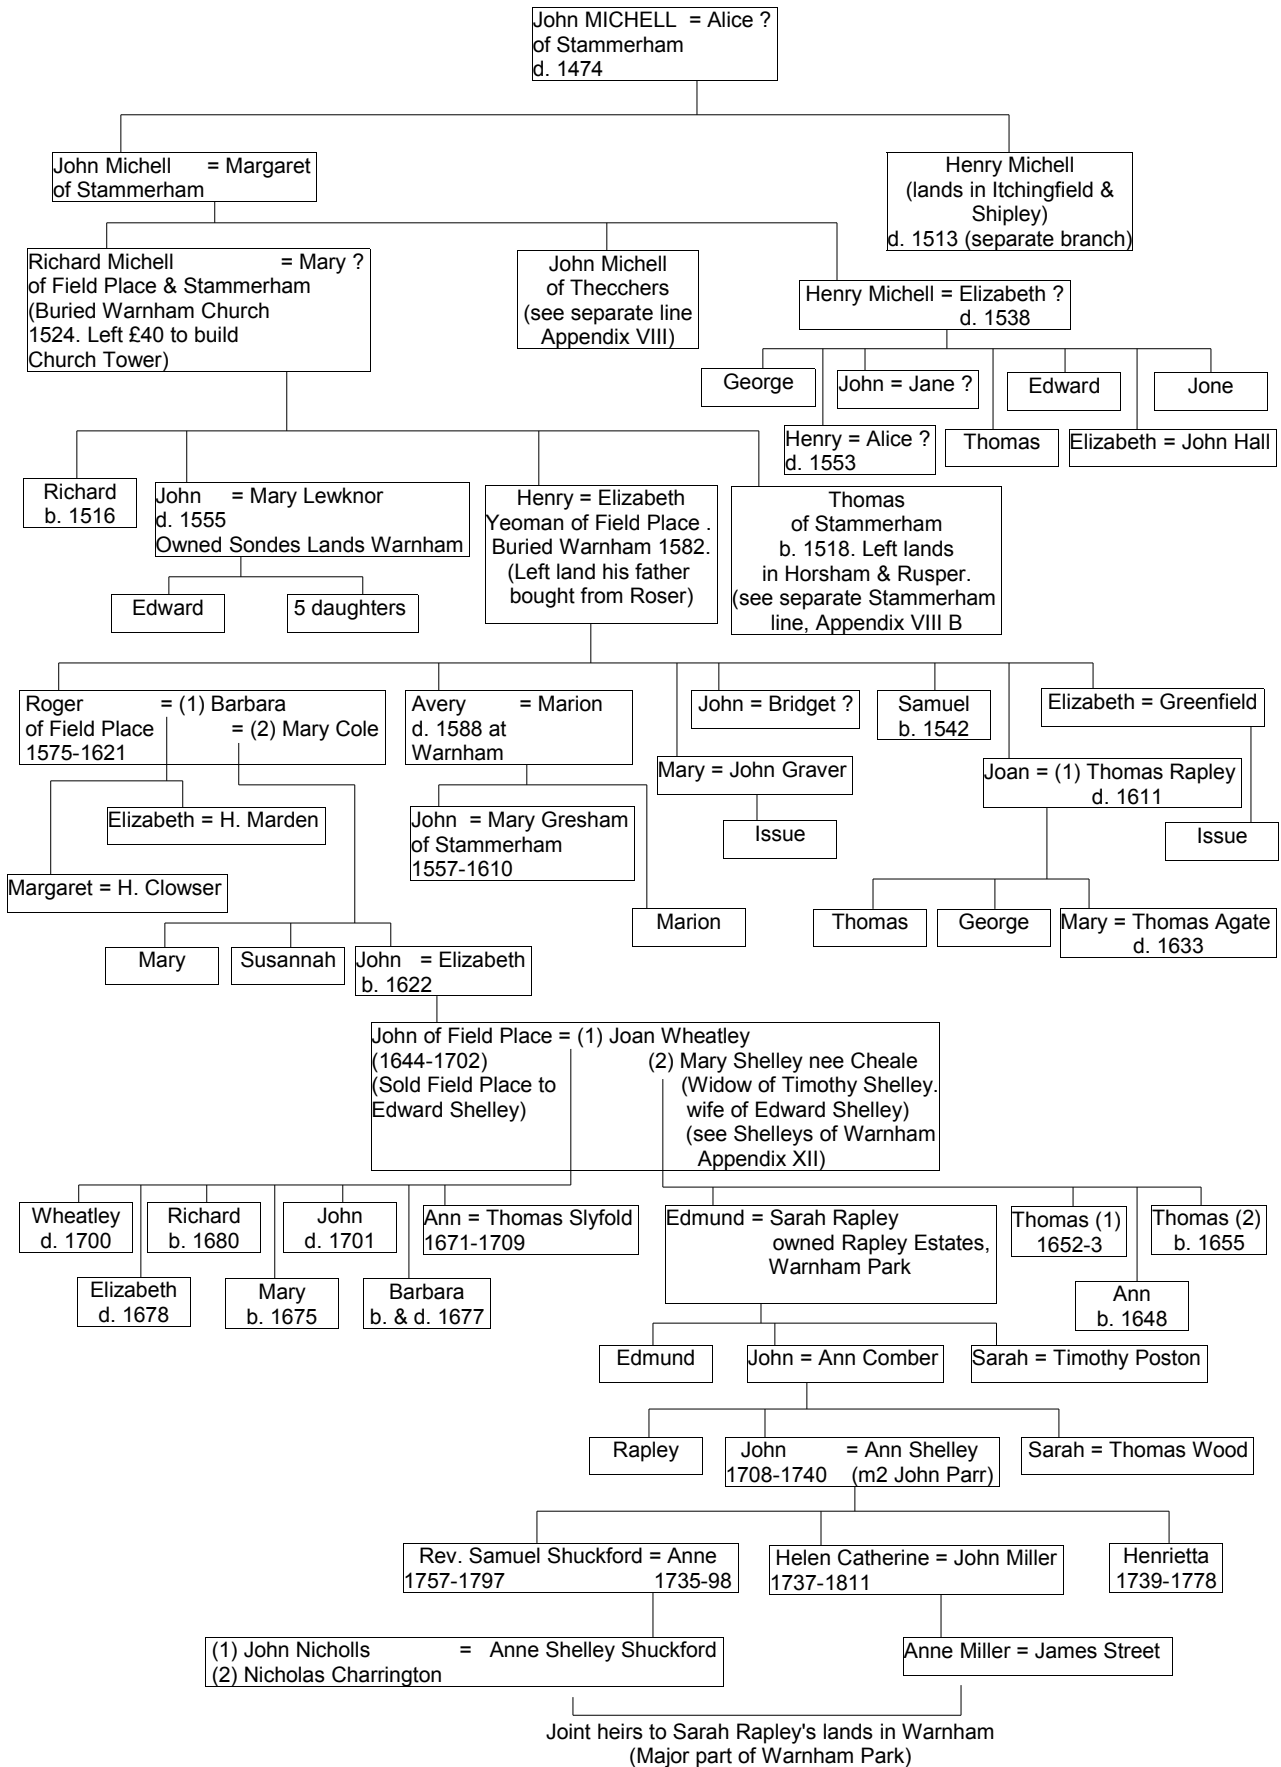 John MICHELL = Alice ?
of Stammerham
d. 1474
John Michell = Margaret
of Stammerham
Henry Michell
(lands in Itchingfield &
Shipley)
d. 1513 (separate branch)
Richard Michell = Mary ?
of Field Place & Stammerham
(Buried Warnham Church
1524. Left £40 to build
Church Tower)
John Michell
of Thecchers
(see separate line
Appendix VIII)
Henry Michell = Elizabeth ?
d. 1538
George
John = Jane ?
Edward
Jone
Henry = Alice ?
d. 1553
Thomas
Elizabeth = John Hall
Richard
b. 1516
John = Mary Lewknor
d. 1555
Owned Sondes Lands Warnham
Henry = Elizabeth
Yeoman of Field Place .
Buried Warnham 1582.
(Left land his father
bought from Roser)
Thomas
of Stammerham
b. 1518. Left lands
in Horsham & Rusper.
(see separate Stammerham
line, Appendix VIII B
Edward
5 daughters
Roger = (1) Barbara
of Field Place = (2) Mary Cole
1575-1621
Avery = Marion
d. 1588 at
Warnham
John = Bridget ?
Samuel
b. 1542
Elizabeth = Greenfield
Mary = John Graver
Joan = (1) Thomas Rapley
d. 1611
Elizabeth = H. Marden
John = Mary Gresham
of Stammerham
1557-1610
Issue
Issue
Margaret = H. Clowser
Marion
Thomas
George
Mary = Thomas Agate
d. 1633
Mary
Susannah
John = Elizabeth
b. 1622
John of Field Place = (1) Joan Wheatley
(1644-1702) (2) Mary Shelley nee Cheale
(Sold Field Place to (Widow of Timothy Shelley.
Edward Shelley) wife of Edward Shelley)
(see Shelleys of Warnham
Appendix XII)
Wheatley
d. 1700
Richard
b. 1680
John
d. 1701
Ann = Thomas Slyfold
1671-1709
Edmund = Sarah Rapley
owned Rapley Estates,
Warnham Park
Thomas (1)
1652-3
Thomas (2)
b. 1655
Elizabeth
d. 1678
Mary
b. 1675
Barbara
b. & d. 1677
Ann
b. 1648
Edmund
John = Ann Comber
Sarah = Timothy Poston
Rapley
John = Ann Shelley
1708-1740 (m2 John Parr)
Sarah = Thomas Wood
Rev. Samuel Shuckford = Anne
1757-1797 1735-98
Helen Catherine = John Miller
1737-1811
Henrietta
1739-1778
(1) John Nicholls = Anne Shelley Shuckford
(2) Nicholas Charrington
Anne Miller = James Street
Joint heirs to Sarah Rapley's lands in Warnham
(Major part of Warnham Park)